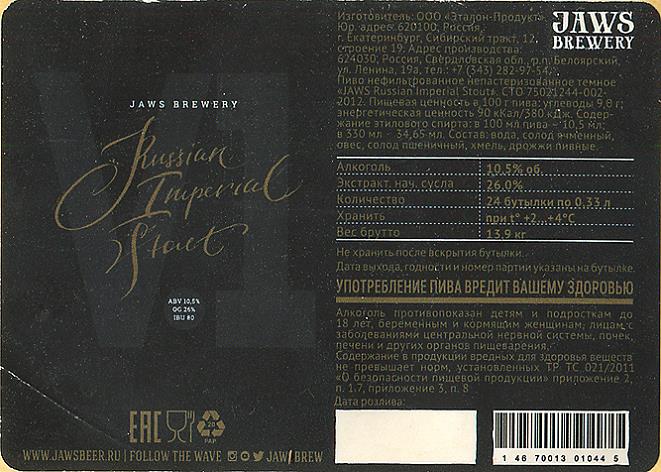 JAWS BREWERY
Russian
Imperial
Stout
ABV 10,5%
OG 26%
IBU 80
EAC
20
PAP
WWW.JAWSBEER.RU | FOLLOW THE WAVE JAW/BREW
JAWS
BREWERY
Изготовитель: ООО «Эталон-Продукт».
Юр. адрес: 620100, Россия,
г. Екатеринбург, Сибирский тракт, 12,
строение 19. Адрес производства:
624030, Россия, Свердловская обл., р.п. Белоярский,
ул. Ленина, 19а, тел.: +7 (343) 282-97-54.
Пиво нефильтрованное непастеризованное темное
«JAWS Russian Imperial Stout». СТО 75021244-002-
2012. Пищевая ценность в 100 г пива: углеводы 9,8 г;
энергетическая ценность 90 кКал/380 кДж. Содер-
жание этилового спирта: в 100 мл пива – 10,5 мл;
в 330 мл – 34,65 мл. Состав: вода, солод ячменный,
овес, солод пшеничный, хмель, дрожжи пивные.
Алкоголь 10.5% об.
Экстракт. нач. сусла 26.0%
Количество 24 бутылки по 0.33 л
Хранить при t° +2...+4°C
Вес брутто 13,9 кг
Не хранить после вскрытия бутылки.
Дата выхода, годности и номер партии указаны на бутылке.
УПОТРЕБЛЕНИЕ ПИВА ВРЕДИТ ВАШЕМУ ЗДОРОВЬЮ
Алкоголь противопоказан детям и подросткам до
18 лет, беременным и кормящим женщинам, лицам с
заболеваниями центральной нервной системы, почек,
печени и других органов пищеварения.
Содержание в продукции вредных для здоровья веществ
не превышает норм, установленных ТР ТС 021/2011
«О безопасности пищевой продукции» приложение 2,
п. 1.7, приложение 3, п. 8
Дата розлива:
1 46 70013 01044 5